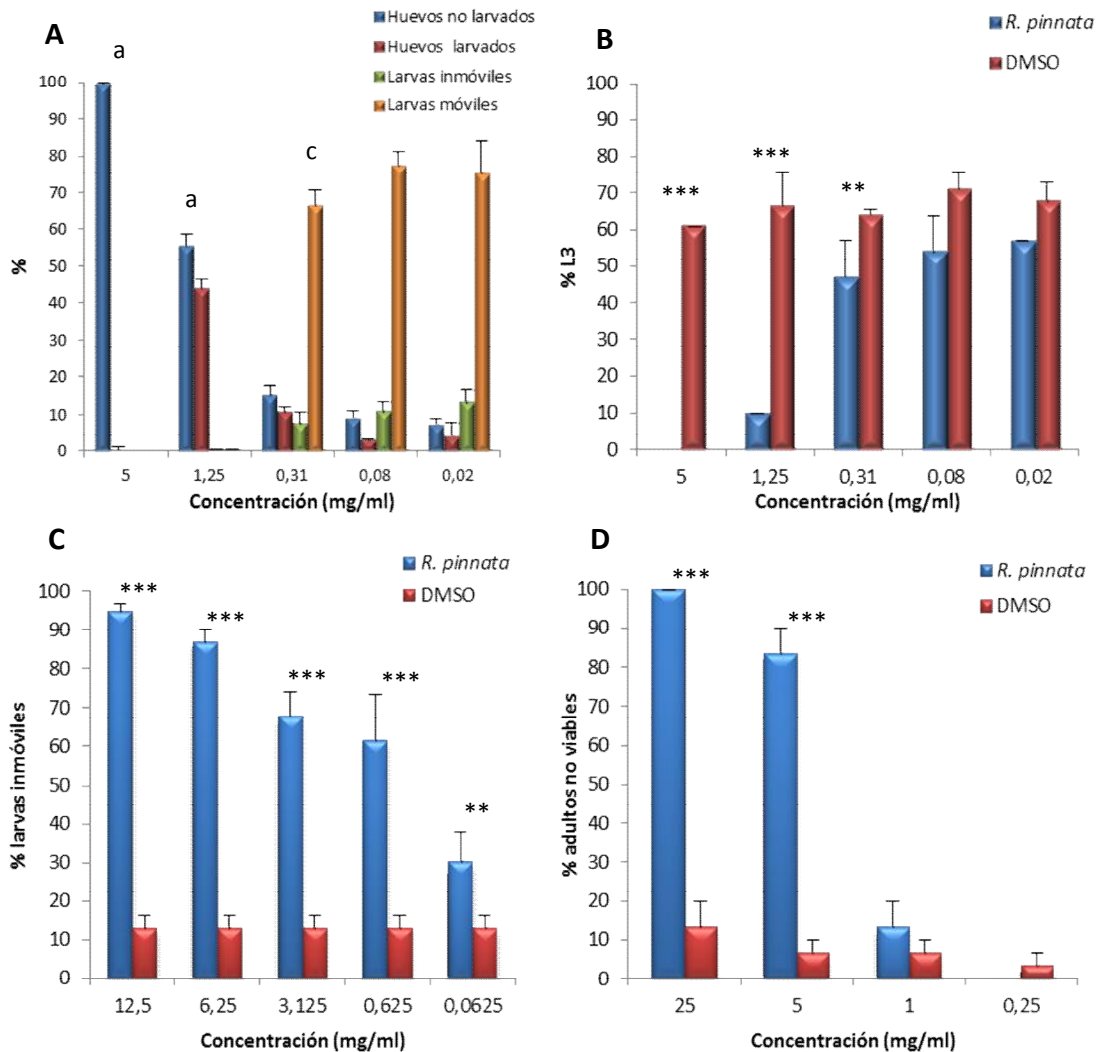 A
Huevos no larvados
Huevos larvados
Larvas inmóviles
Larvas móviles
a
a
c
%
100
90
80
70
60
50
40
30
20
10
0
5 1,25 0,31 0,08 0,02
Concentración (mg/ml)
B
R. pinnata
DMSO
*** *** **
% L3
100
90
80
70
60
50
40
30
20
10
0
5 1,25 0,31 0,08 0,02
Concentración (mg/ml)
C
R. pinnata
DMSO
*** *** *** *** **
% larvas inmóviles
100
90
80
70
60
50
40
30
20
10
0
12,5 6,25 3,125 0,625 0,0625
Concentración (mg/ml)
D
R. pinnata
DMSO
*** ***
% adultos no viables
100
90
80
70
60
50
40
30
20
10
0
25 5 1 0,25
Concentración (mg/ml)